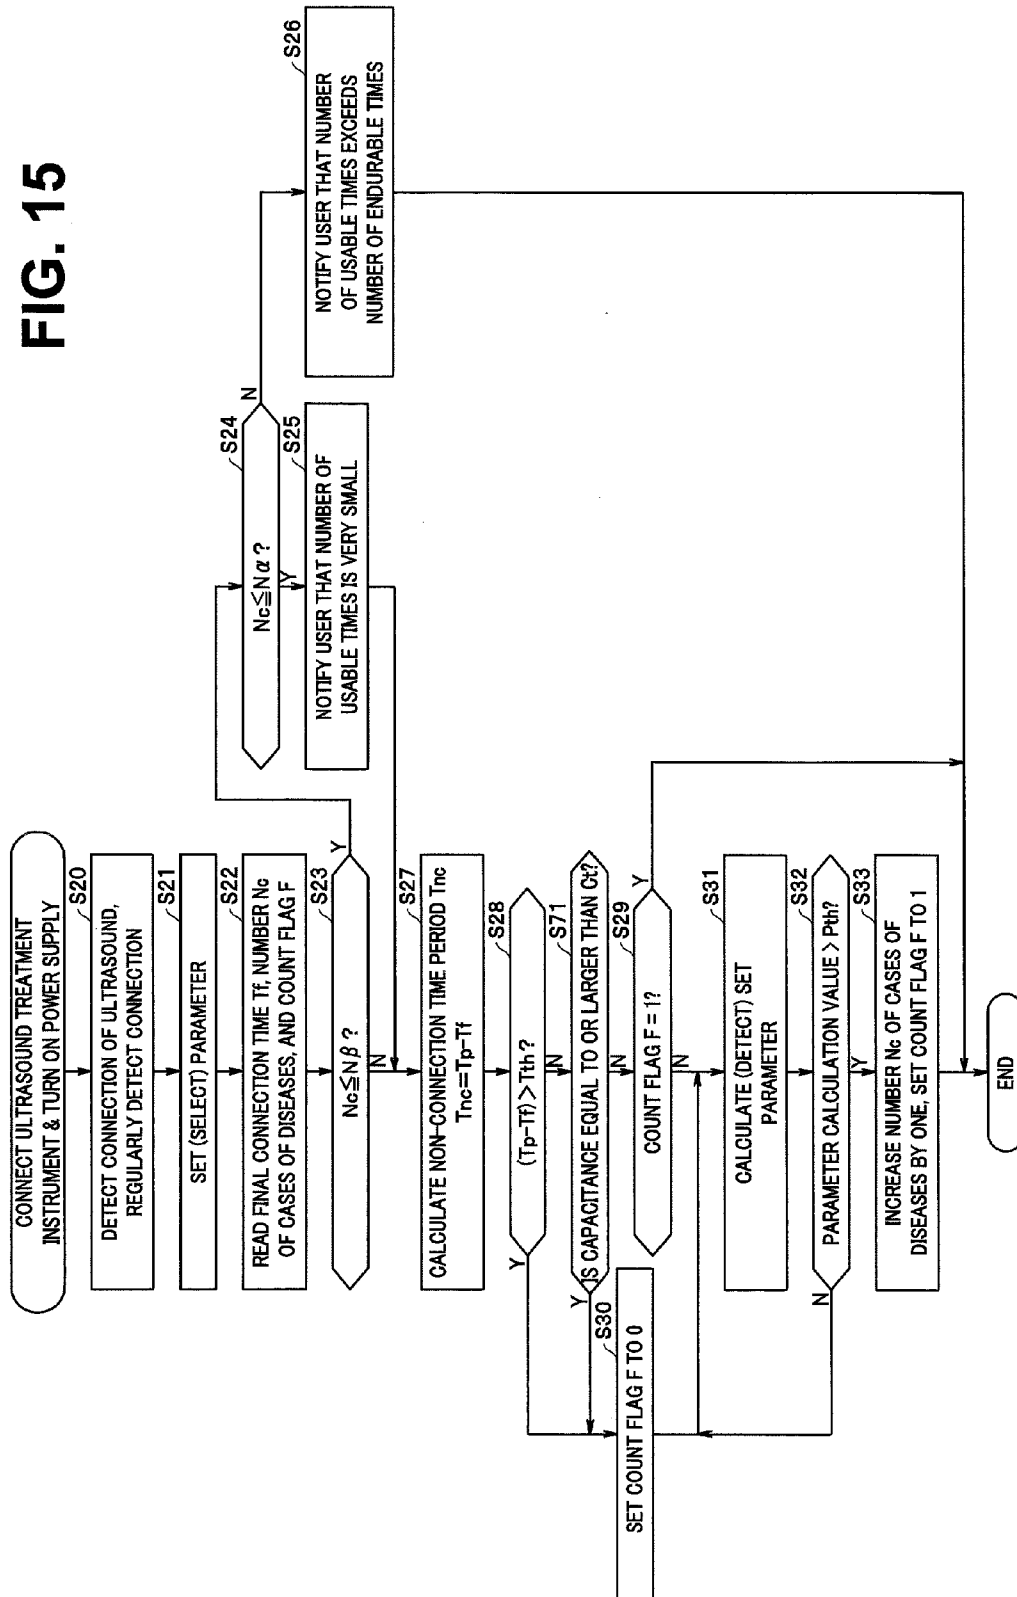 FIG. 15
CONNECT ULTRASOUND TREATMENT
INSTRUMENT & TURN ON POWER SUPPLY
S20
DETECT CONNECTION OF ULTRASOUND,
REGULARLY DETECT CONNECTION
S21
SET (SELECT) PARAMETER
S22
READ FINAL CONNECTION TIME Tf, NUMBER Nc
OF CASES OF DISEASES, AND COUNT FLAG F
S23
Nc≦Nβ?
Y
N
S24
Nc≦Nα?
N
Y
S25
NOTIFY USER THAT NUMBER OF
USABLE TIMES IS VERY SMALL
S26
NOTIFY USER THAT NUMBER
OF USABLE TIMES EXCEEDS
NUMBER OF ENDURABLE TIMES
S27
CALCULATE NON-CONNECTION TIME PERIOD Tnc
Tnc=Tp-Tf
S28
(Tp-Tf)>Tth?
Y
N
S71
IS CAPACITANCE EQUAL TO OR LARGER THAN Ct?
Y
N
S29
COUNT FLAG F = 1?
Y
N
S30
SET COUNT FLAG F TO 0
S31
CALCULATE (DETECT) SET
PARAMETER
S32
PARAMETER CALCULATION VALUE > Pth?
N
Y
S33
INCREASE NUMBER Nc OF CASES OF
DISEASES BY ONE, SET COUNT FLAG F TO 1
END